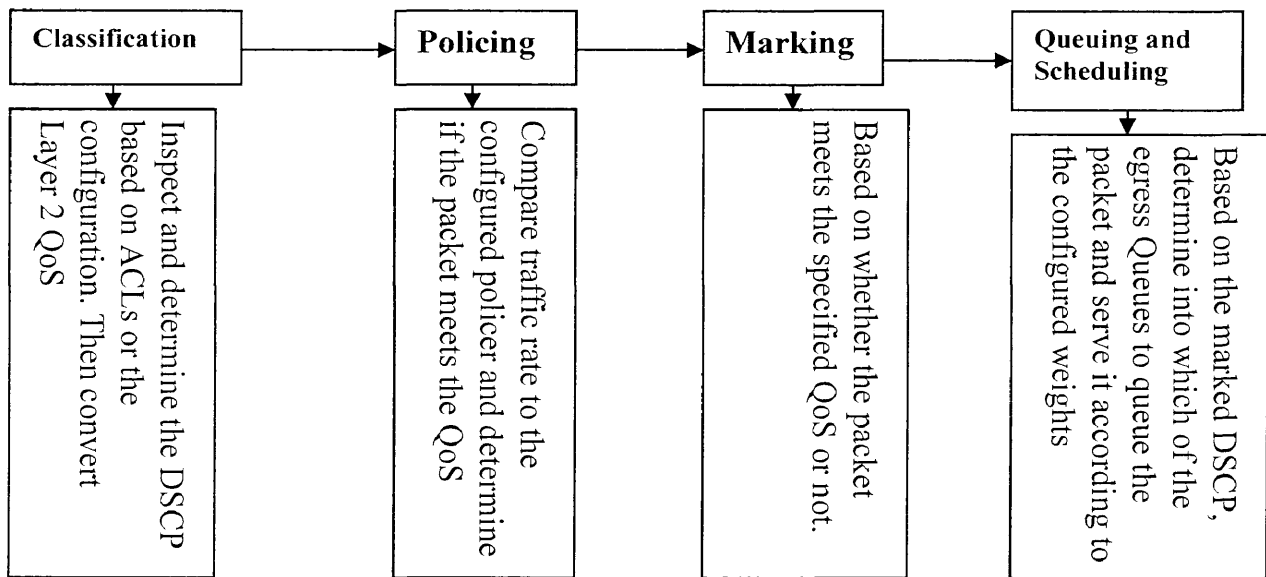 Classification
Policing
Marking
Queuing and
Scheduling
Inspect and determine the DSCP
based on ACLs or the
configuration. Then convert
Layer 2 QoS
Compare traffic rate to the
configured policer and determine
if the packet meets the QoS
Based on whether the packet
meets the specified QoS or not.
Based on the marked DSCP,
determine into which of the
egress Queues to queue the
packet and serve it according to
the configured weights